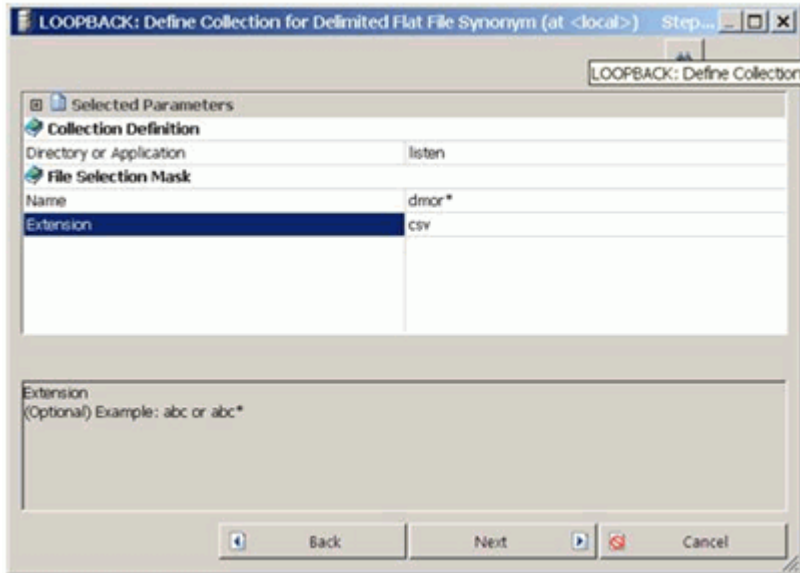 LOOPBACK: Define Collection for Delimited Flat File Synonym (at <local>) Step...
LOOPBACK: Define Collection
Selected Parameters
Collection Definition
Directory or Application listen
File Selection Mask
Name dmor*
Extension csv
Extension
(Optional) Example: abc or abc*
Back Next Cancel